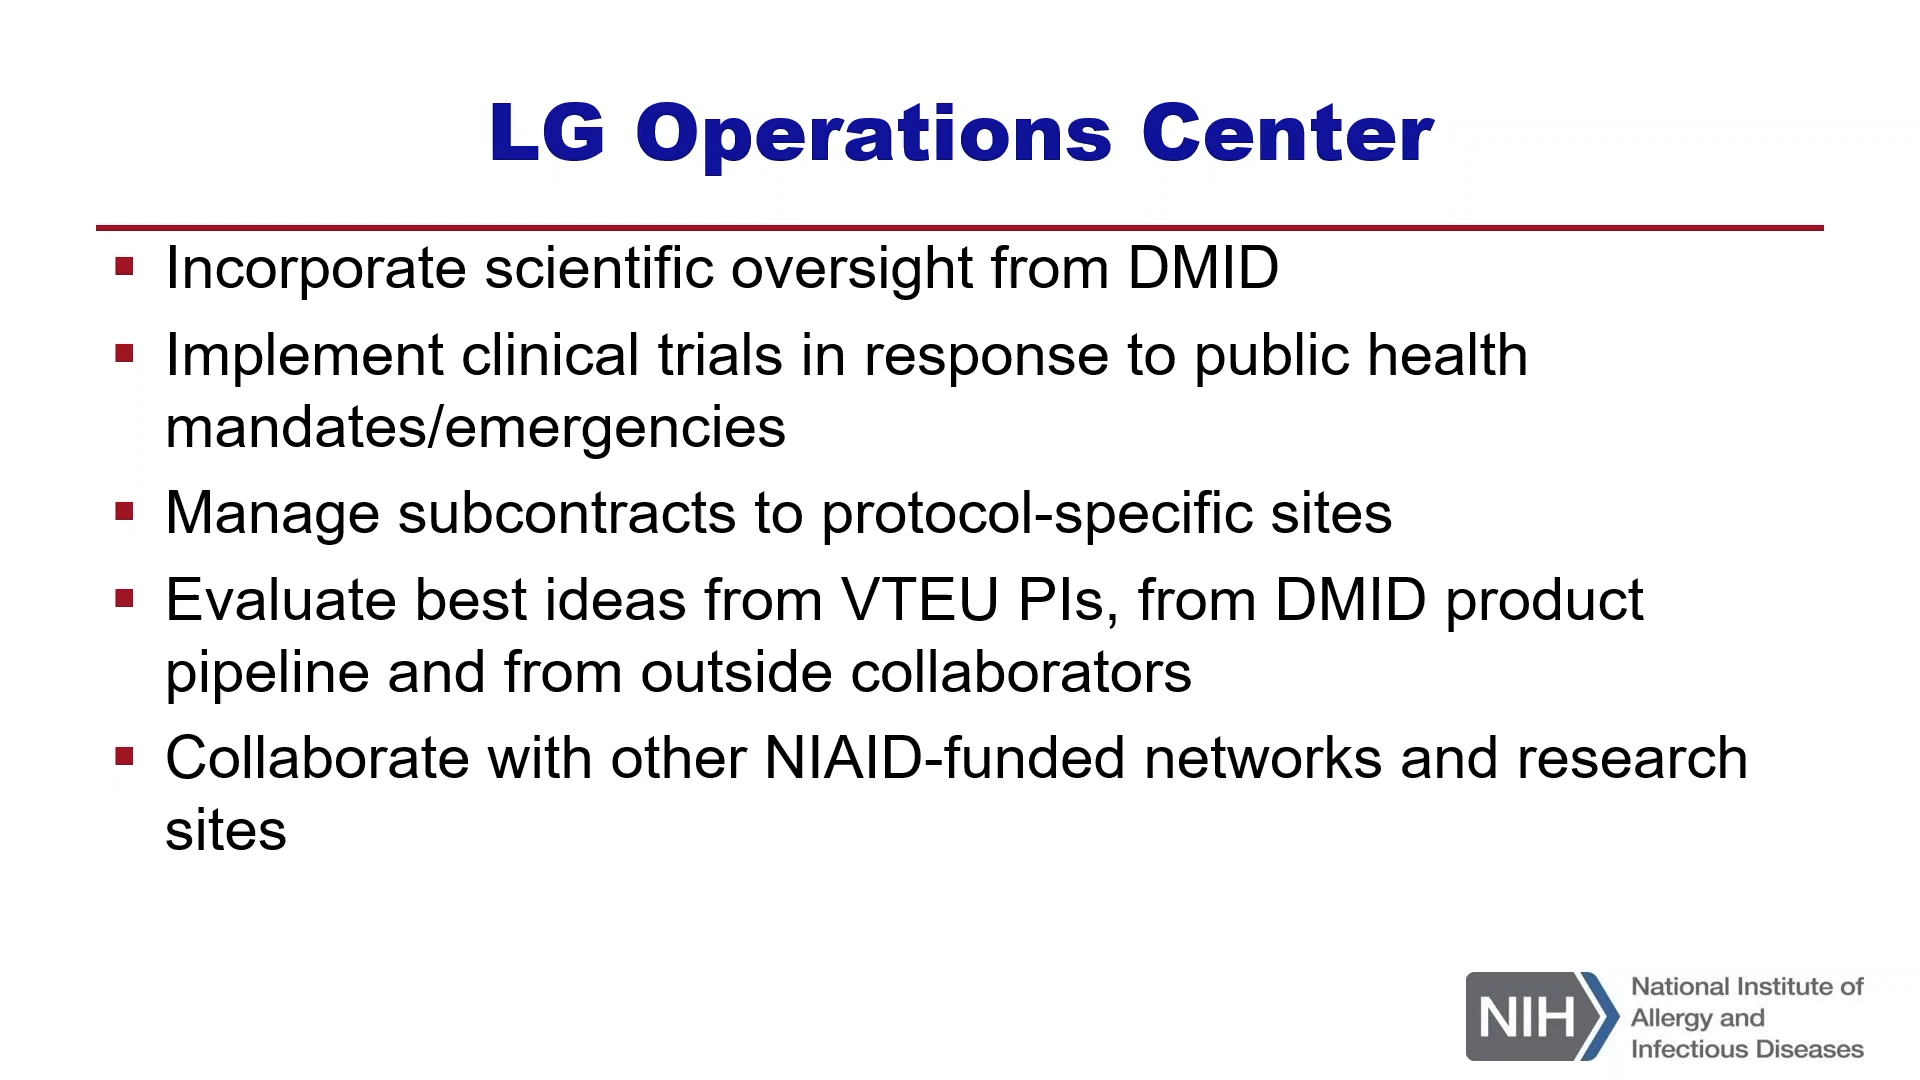 LG Operations Center
▪ Incorporate scientific oversight from DMID
▪ Implement clinical trials in response to public health
mandates/emergencies
▪ Manage subcontracts to protocol-specific sites
▪ Evaluate best ideas from VTEU PIs, from DMID product
pipeline and from outside collaborators
▪ Collaborate with other NIAID-funded networks and research
sites
NIH
National Institute of
Allergy and
Infectious Diseases